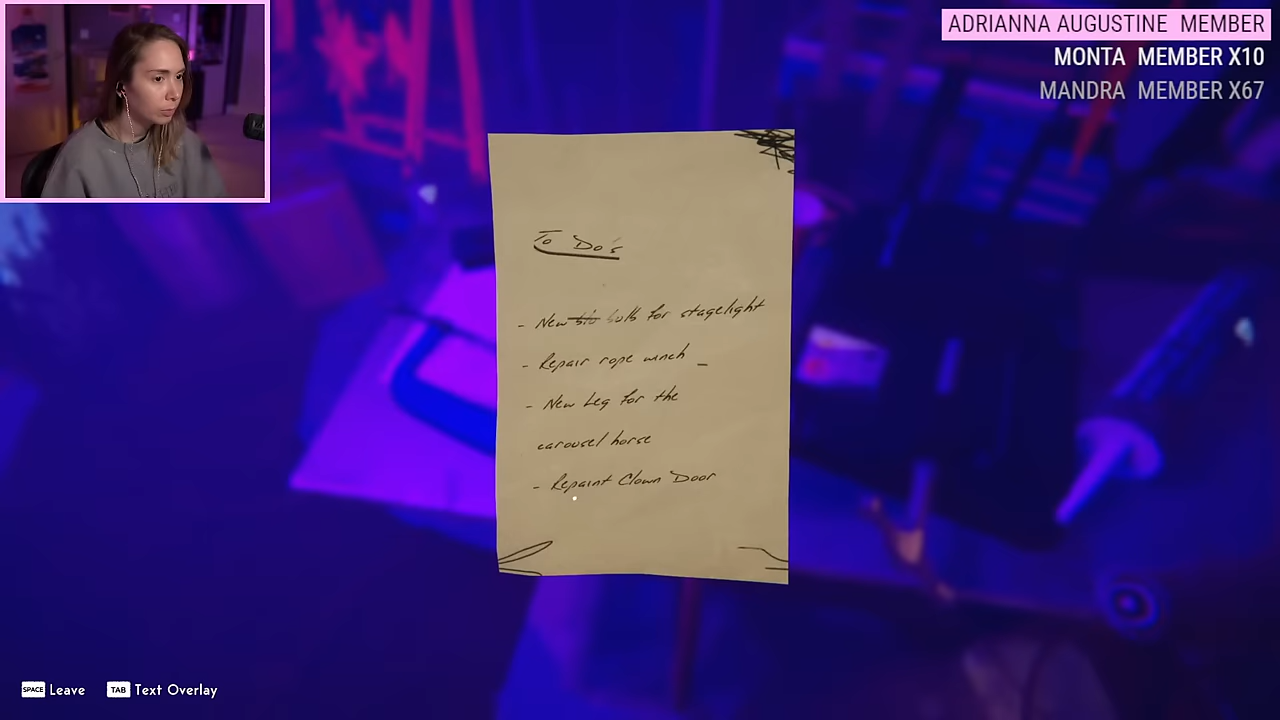 ADRIANNA AUGUSTINE MEMBER
MONTA MEMBER X10
MANDRA MEMBER X67
To Do's
- New bulb for stagelight
- Repair rope winch
- New Leg for the
carousel horse
- Repaint Clown Door
SPACE Leave TAB Text Overlay